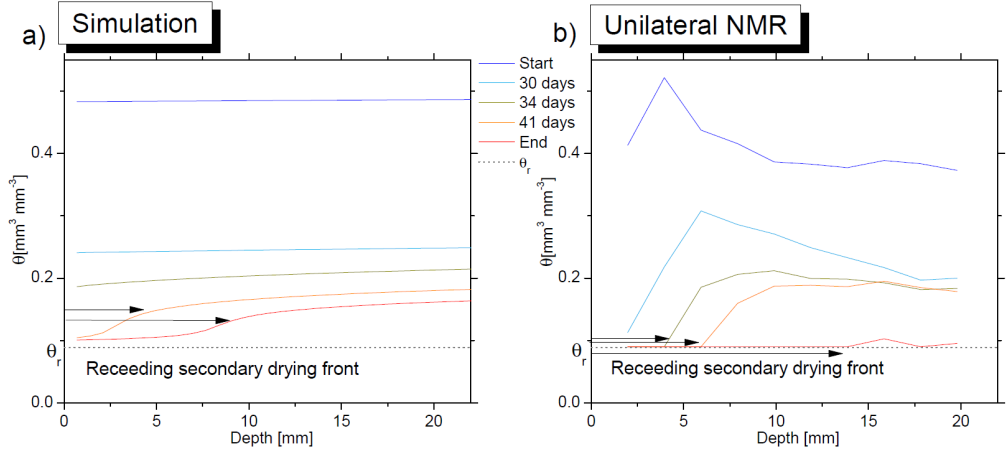 a)
Simulation
b)
Unilateral NMR
Start
30 days
34 days
41 days
End
θr
θ[mm³ mm⁻³]
0.4
0.2
θr
0.0
Receeding secondary drying front
0
5
10
15
20
Depth [mm]
θ[mm³ mm⁻³]
0.4
0.2
θr
0.0
Receeding secondary drying front
0
5
10
15
20
Depth [mm]